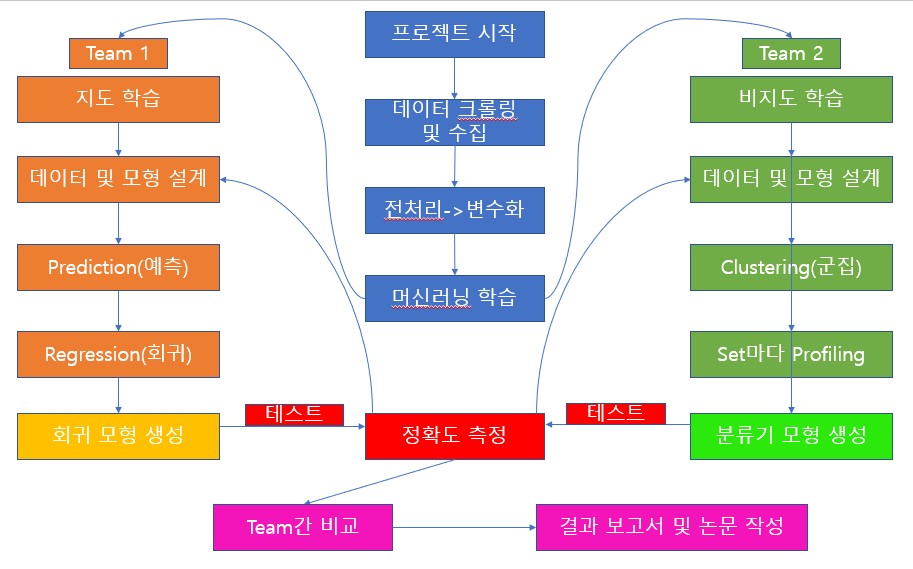 프로젝트 시작
데이터 크롤링
및 수집
전처리->변수화
머신러닝 학습
Team 1
지도 학습
데이터 및 모형 설계
Prediction(예측)
Regression(회귀)
회귀 모형 생성
테스트
Team 2
비지도 학습
데이터 및 모형 설계
Clustering(군집)
Set마다 Profiling
분류기 모형 생성
테스트
정확도 측정
Team간 비교
결과 보고서 및 논문 작성